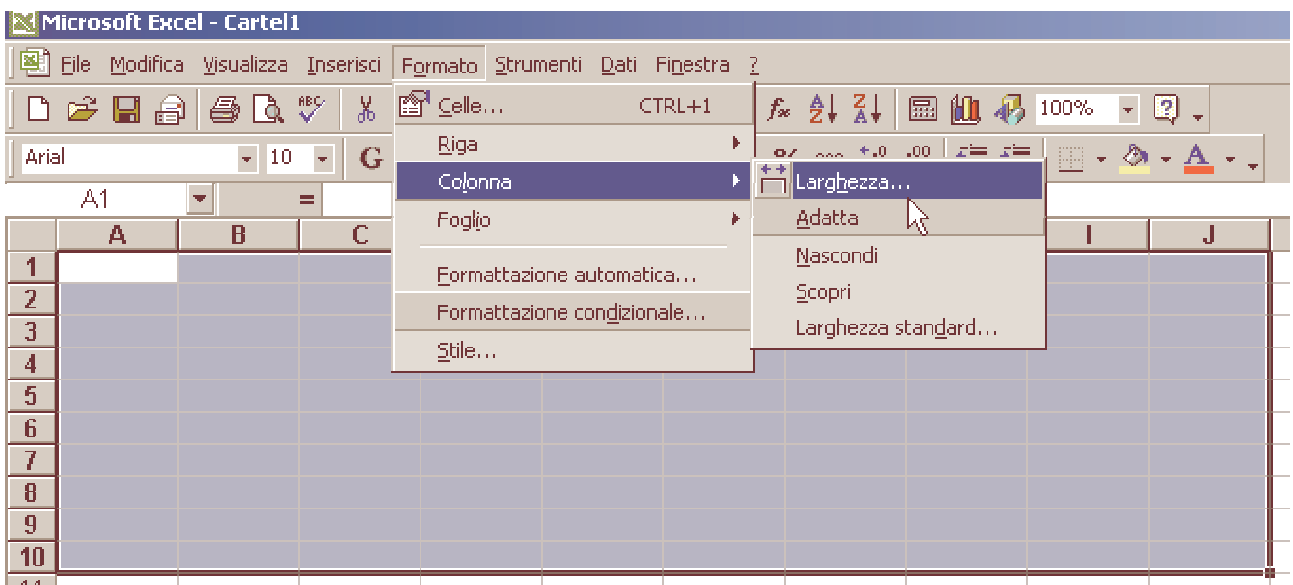 Microsoft Excel - Cartel1
File Modifica Visualizza Inserisci Formato Strumenti Dati Finestra ?
ABC Celle... CTRL+1 fx A Z Z A 100% ?
Riga
Arial 10 G
Colonna Larghezza...
A1 =
Foglio Adatta
A B C I J
Nascondi
Formattazione automatica...
Scopri
Formattazione condizionale...
Larghezza standard...
Stile...
1
2
3
4
5
6
7
8
9
10